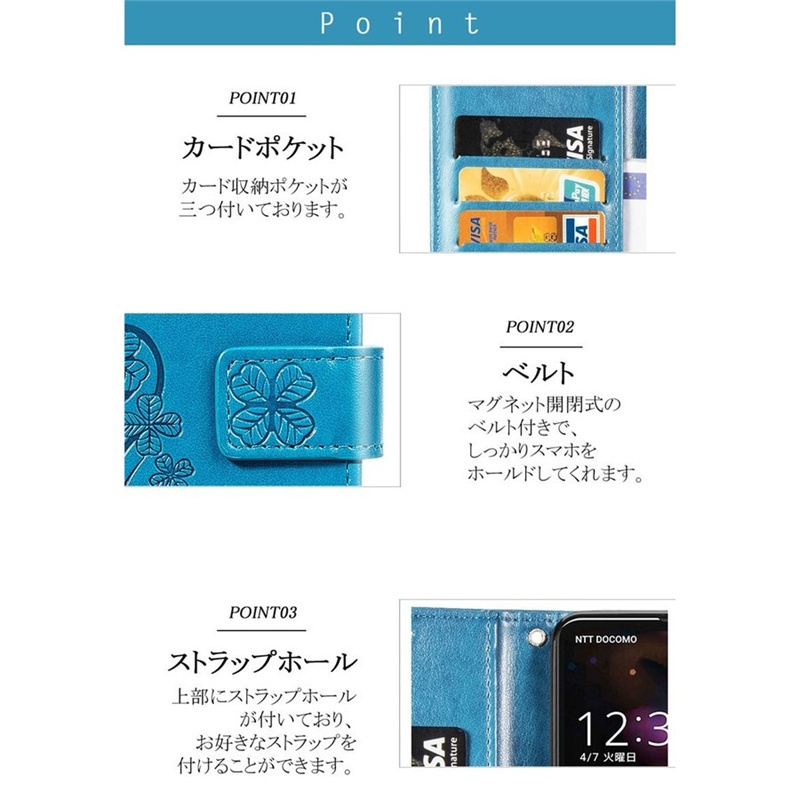 Point
POINT01
カードポケット
カード収納ポケットが
三つ付いております。
VISA
Signature
Pay
VISA
VISA
POINT02
ベルト
マグネット開閉式の
ベルト付きで、
しっかりスマホを
ホールドしてくれます。
POINT03
ストラップホール
上部にストラップホール
が付いており、
お好きなストラップを
付けることができます。
NTT DOCOMO
12:3
4/7 火曜日